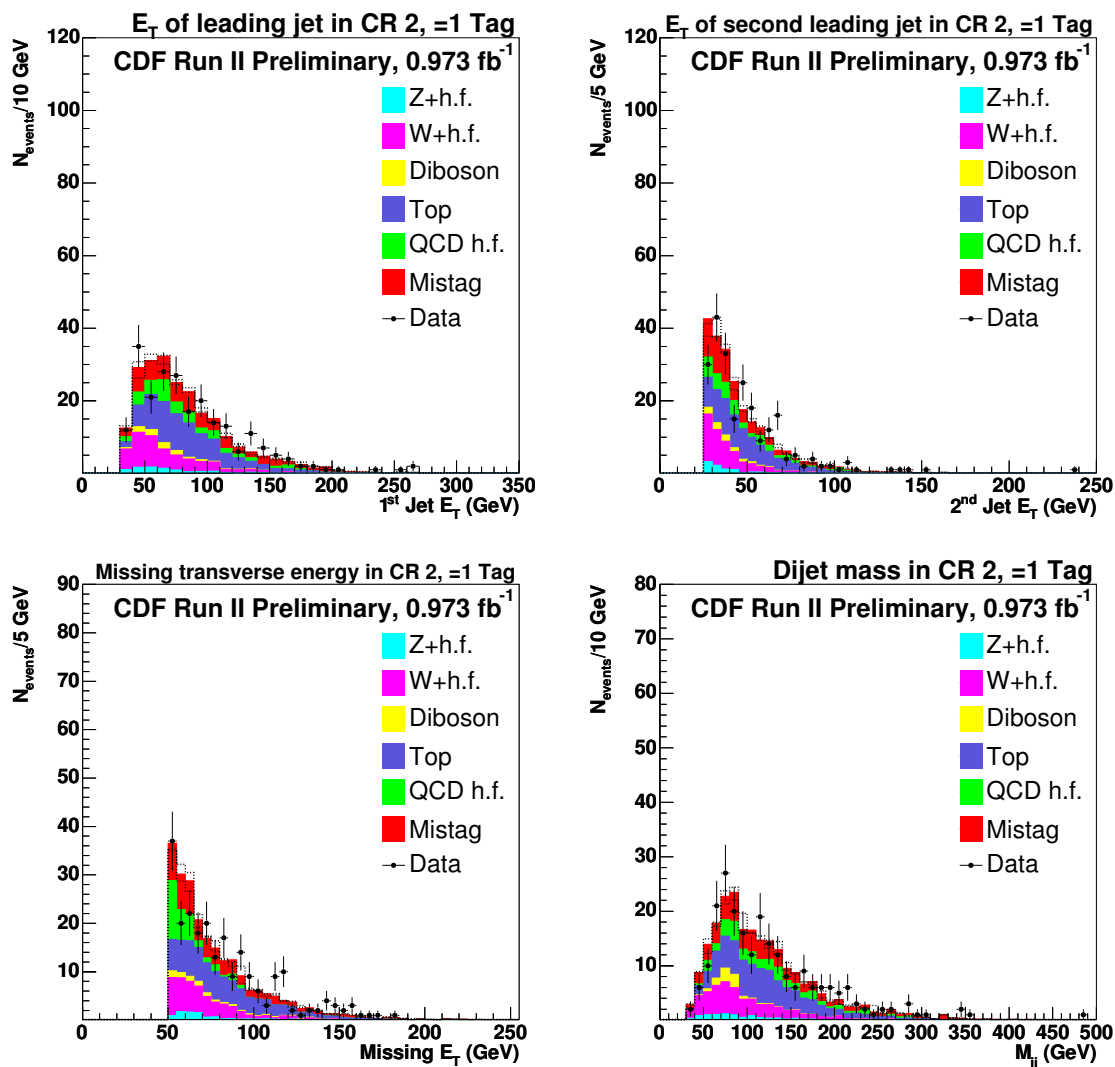 E_T of leading jet in CR 2, =1 Tag
CDF Run II Preliminary, 0.973 fb^-1
N_events/10 GeV
120
100
80
60
40
20
Z+h.f.
W+h.f.
Diboson
Top
QCD h.f.
Mistag
Data
0 50 100 150 200 250 300 350
1^st Jet E_T (GeV)
E_T of second leading jet in CR 2, =1 Tag
CDF Run II Preliminary, 0.973 fb^-1
N_events/5 GeV
120
100
80
60
40
20
Z+h.f.
W+h.f.
Diboson
Top
QCD h.f.
Mistag
Data
0 50 100 150 200 250
2^nd Jet E_T (GeV)
Missing transverse energy in CR 2, =1 Tag
CDF Run II Preliminary, 0.973 fb^-1
N_events/5 GeV
90
80
70
60
50
40
30
20
10
Z+h.f.
W+h.f.
Diboson
Top
QCD h.f.
Mistag
Data
0 50 100 150 200 250
Missing E_T (GeV)
Dijet mass in CR 2, =1 Tag
CDF Run II Preliminary, 0.973 fb^-1
N_events/10 GeV
80
70
60
50
40
30
20
10
Z+h.f.
W+h.f.
Diboson
Top
QCD h.f.
Mistag
Data
0 50 100 150 200 250 300 350 400 450 500
M_jj (GeV)